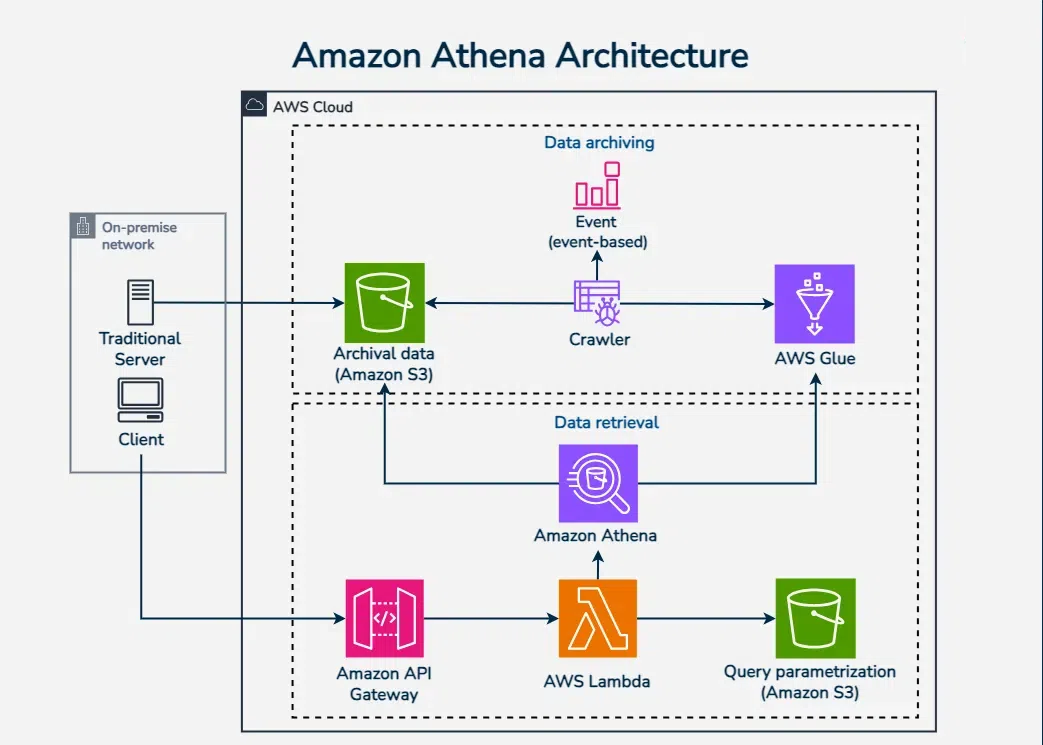 Amazon Athena Architecture
AWS Cloud
Data archiving
Event
(event-based)
On-premise
network
Traditional
Server
Client
Archival data
(Amazon S3)
Crawler
AWS Glue
Data retrieval
Amazon Athena
</>
Amazon API
Gateway
AWS Lambda
Query parametrization
(Amazon S3)